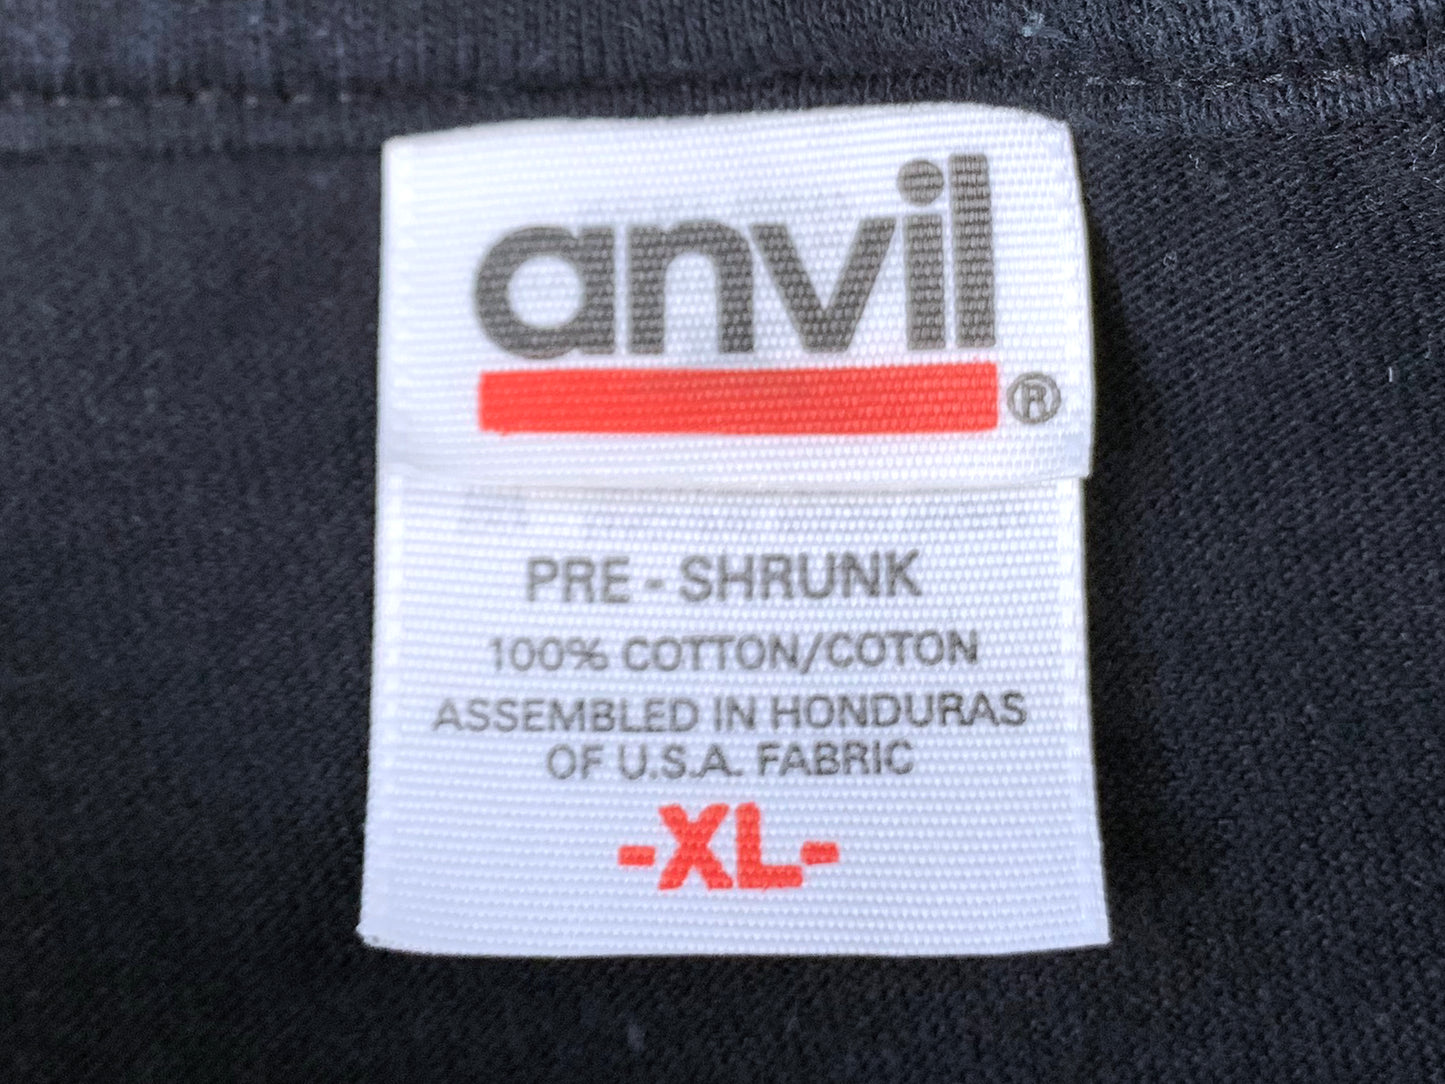 anvil
®
PRE - SHRUNK
100% COTTON/COTON
ASSEMBLED IN HONDURAS
OF U.S.A. FABRIC
-XL-